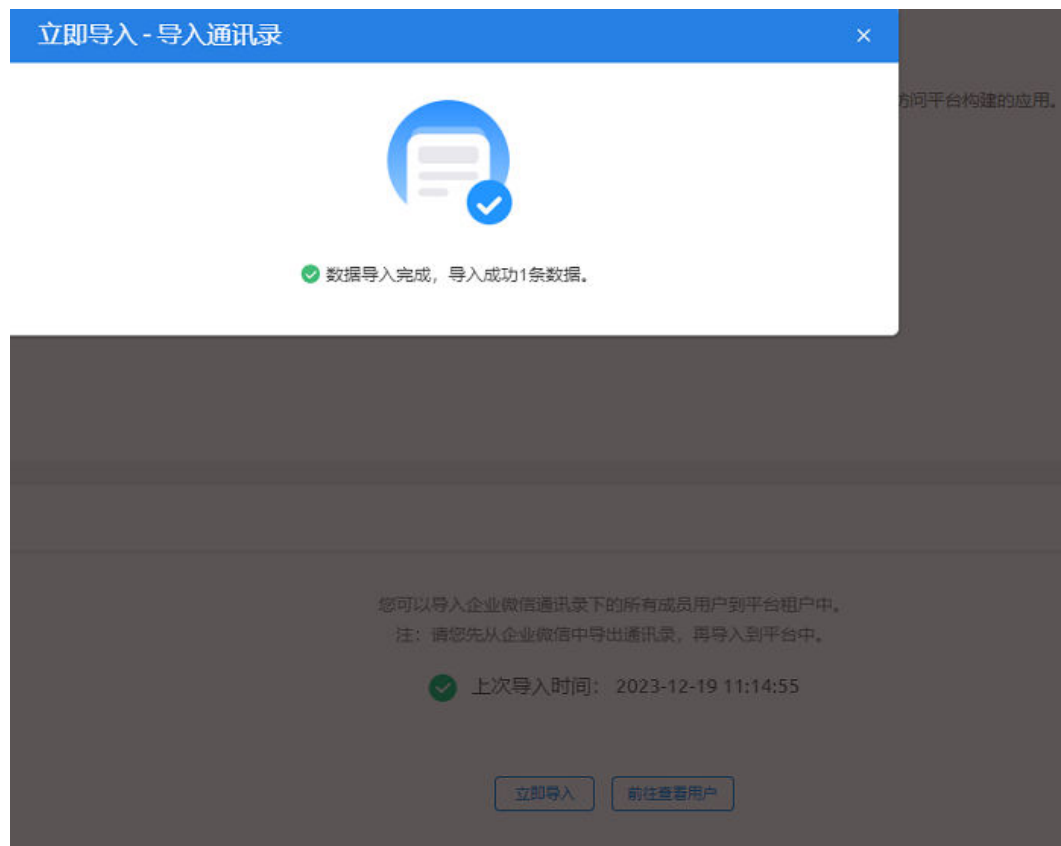 立即导入 - 导入通讯录
访问平台构建的应用。
数据导入完成，导入成功1条数据。
您可以导入企业微信通讯录下的所有成员用户到平台租户中。
注：请您先从企业微信中导出通讯录，再导入到平台中。
上次导入时间： 2023-12-19 11:14:55
立即导入 前往查看用户